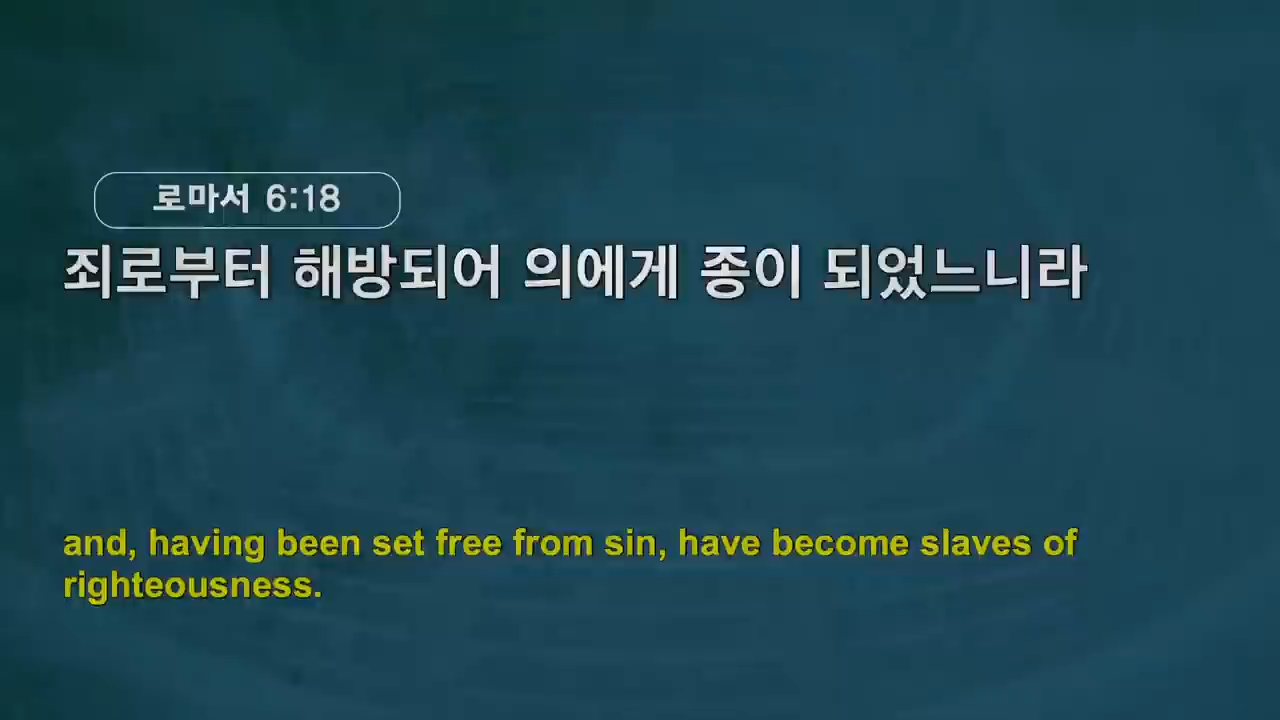 로마서 6:18
죄로부터 해방되어 의에게 종이 되었느니라
and, having been set free from sin, have become slaves of
righteousness.